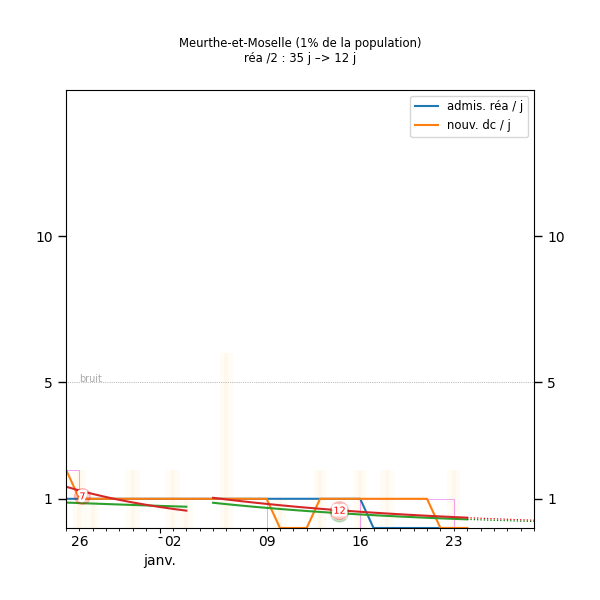 Meurthe-et-Moselle (1% de la population)
réa /2 : 35 j –> 12 j
admis. réa / j
nouv. dc / j
10 10
bruit
5 5
7
1 1
12
26 02 09 16 23
janv.